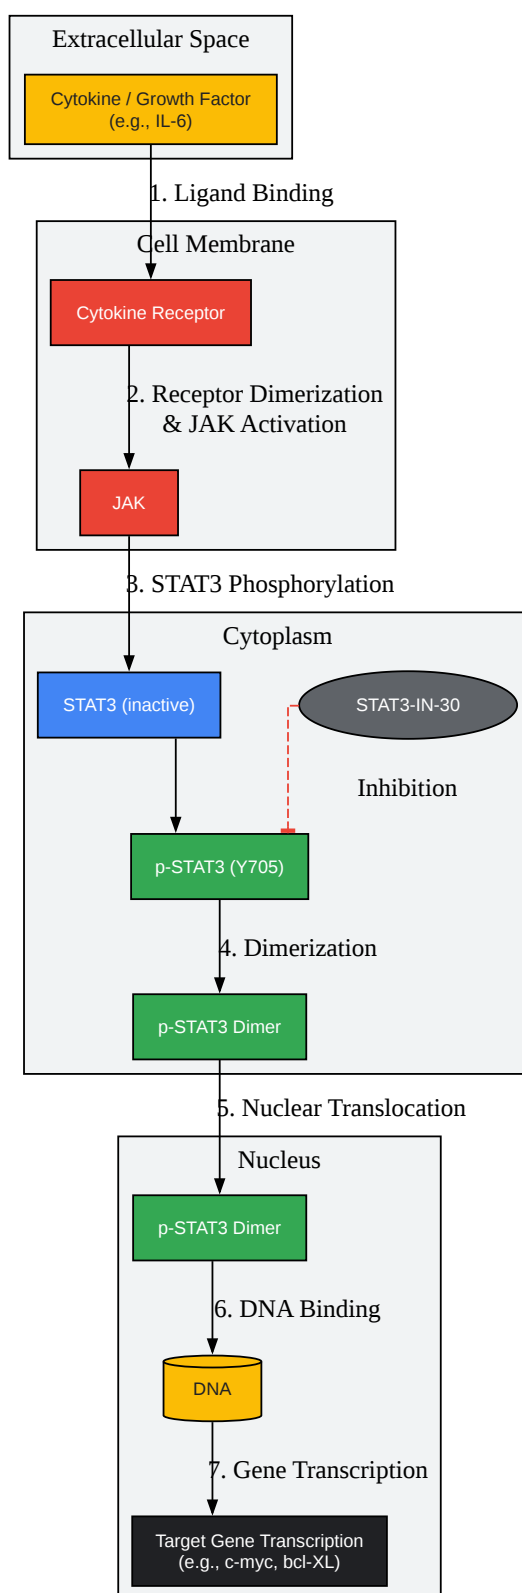 Extracellular Space
Cytokine / Growth Factor
(e.g., IL-6)
1. Ligand Binding
Cell Membrane
Cytokine Receptor
2. Receptor Dimerization
& JAK Activation
JAK
3. STAT3 Phosphorylation
Cytoplasm
STAT3 (inactive)
STAT3-IN-30
Inhibition
p-STAT3 (Y705)
4. Dimerization
p-STAT3 Dimer
5. Nuclear Translocation
Nucleus
p-STAT3 Dimer
6. DNA Binding
DNA
7. Gene Transcription
Target Gene Transcription
(e.g., c-myc, bcl-XL)